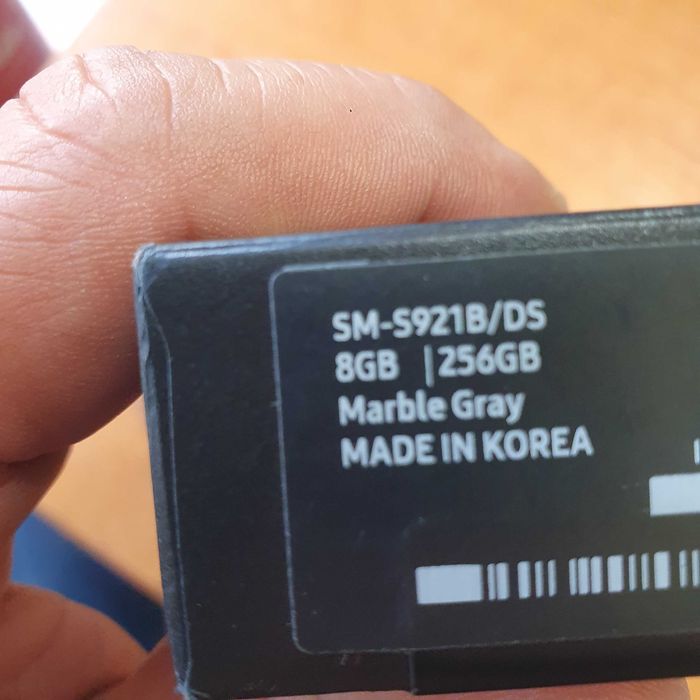 SM-S921B/DS
8GB | 256GB
Marble Gray
MADE IN KOREA